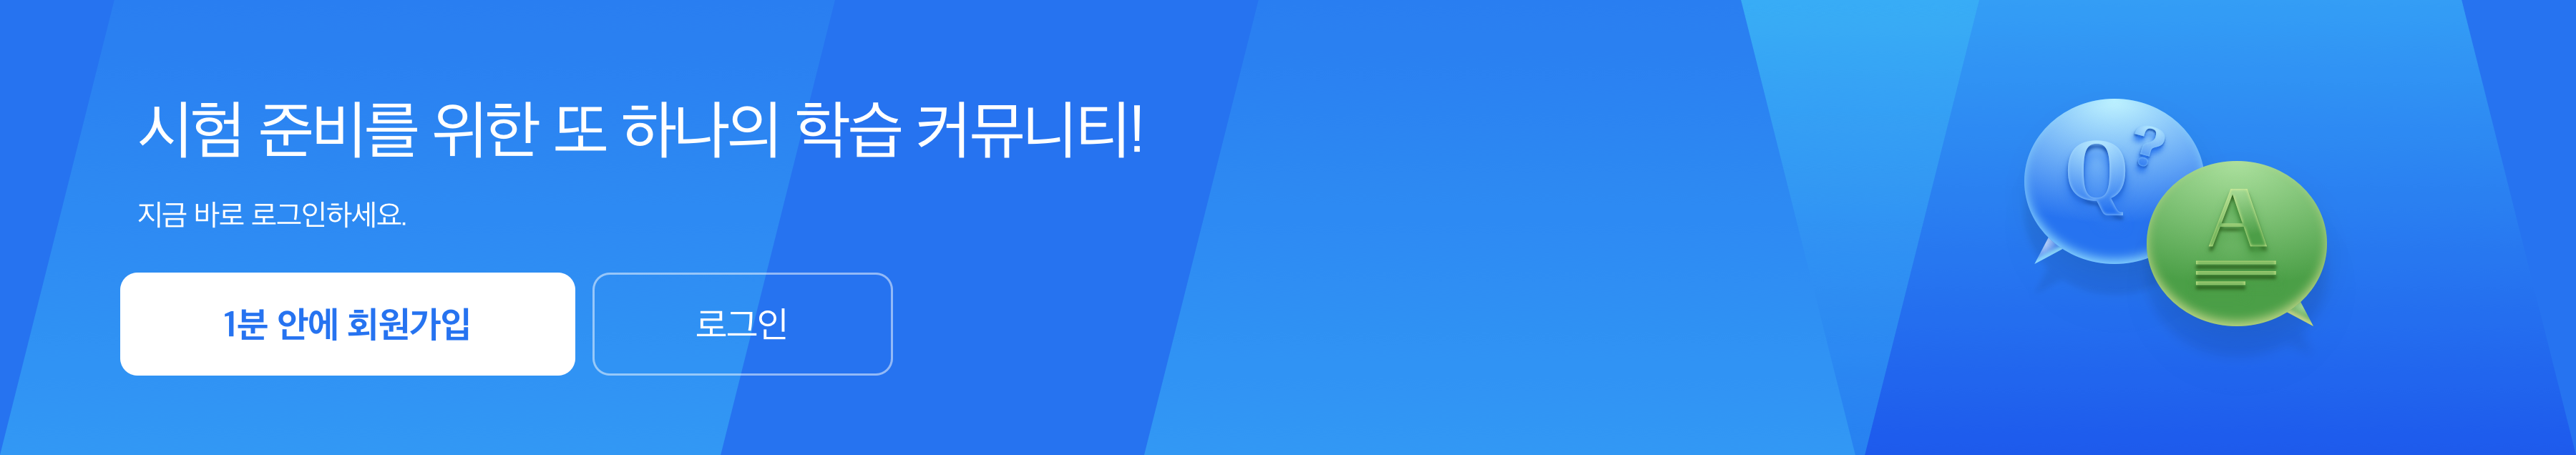 시험 준비를 위한 또 하나의 학습 커뮤니티!
지금 바로 로그인하세요.
1분 안에 회원가입
로그인
Q?
A